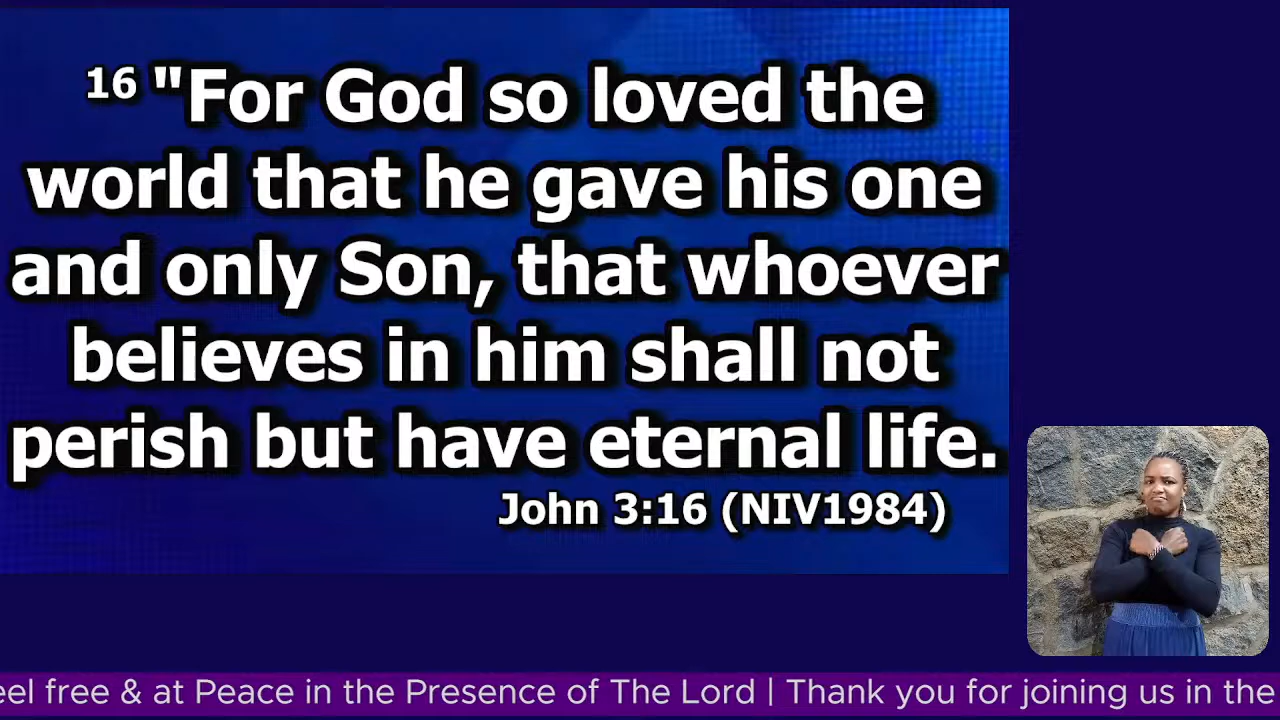 16 "For God so loved the
world that he gave his one
and only Son, that whoever
believes in him shall not
perish but have eternal life.
John 3:16 (NIV1984)
eel free & at Peace in the Presence of The Lord | Thank you for joining us in the